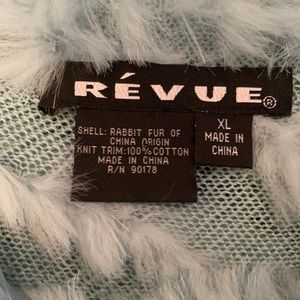 RÉVUE®
SHELL: RABBIT FUR OF
CHINA ORIGIN
KNIT TRIM: 100% COTTON
MADE IN CHINA
R/N 90178
XL
MADE IN
CHINA